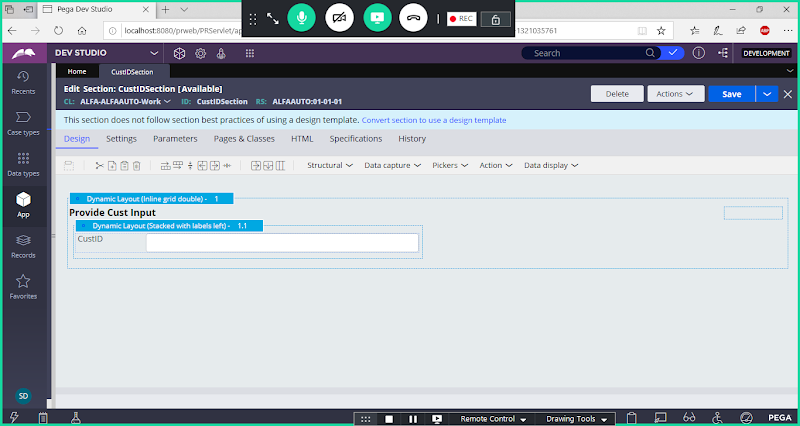 Pega Dev Studio
REC
localhost:8080/prweb/PRServlet/ap
1321035761
ABP
DEV STUDIO
Search
DEVELOPMENT
Home
CustIDSection
Recents
Edit Section: CustIDSection [Available]
Delete
Actions
Save
CL: ALFA-ALFAAUTO-Work
ID: CustIDSection
RS: ALFAAUTO:01-01-01
This section does not follow section best practices of using a design template. Convert section to use a design template
Case types
Design
Settings
Parameters
Pages & Classes
HTML
Specifications
History
Data types
Structural
Data capture
Pickers
Action
Data display
App
Dynamic Layout (Inline grid double) - 1
Provide Cust Input
Dynamic Layout (Stacked with labels left) - 1.1
CustID
Records
Favorites
SD
Remote Control
Drawing Tools
PEGA